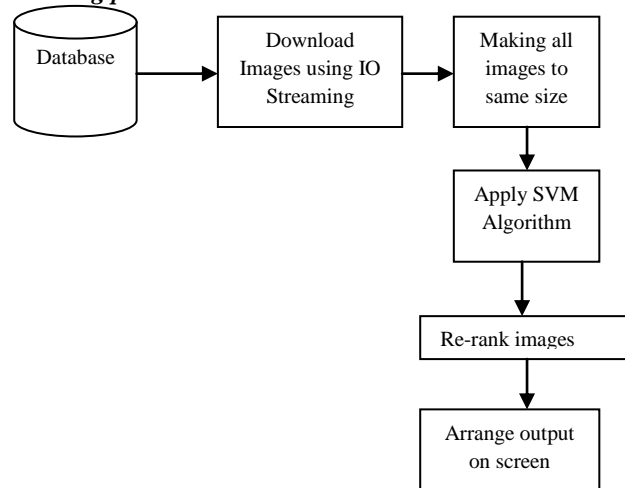 Database
Download
Images using IO
Streaming
Making all
images to
same size
Apply SVM
Algorithm
Re-rank images
Arrange output
on screen